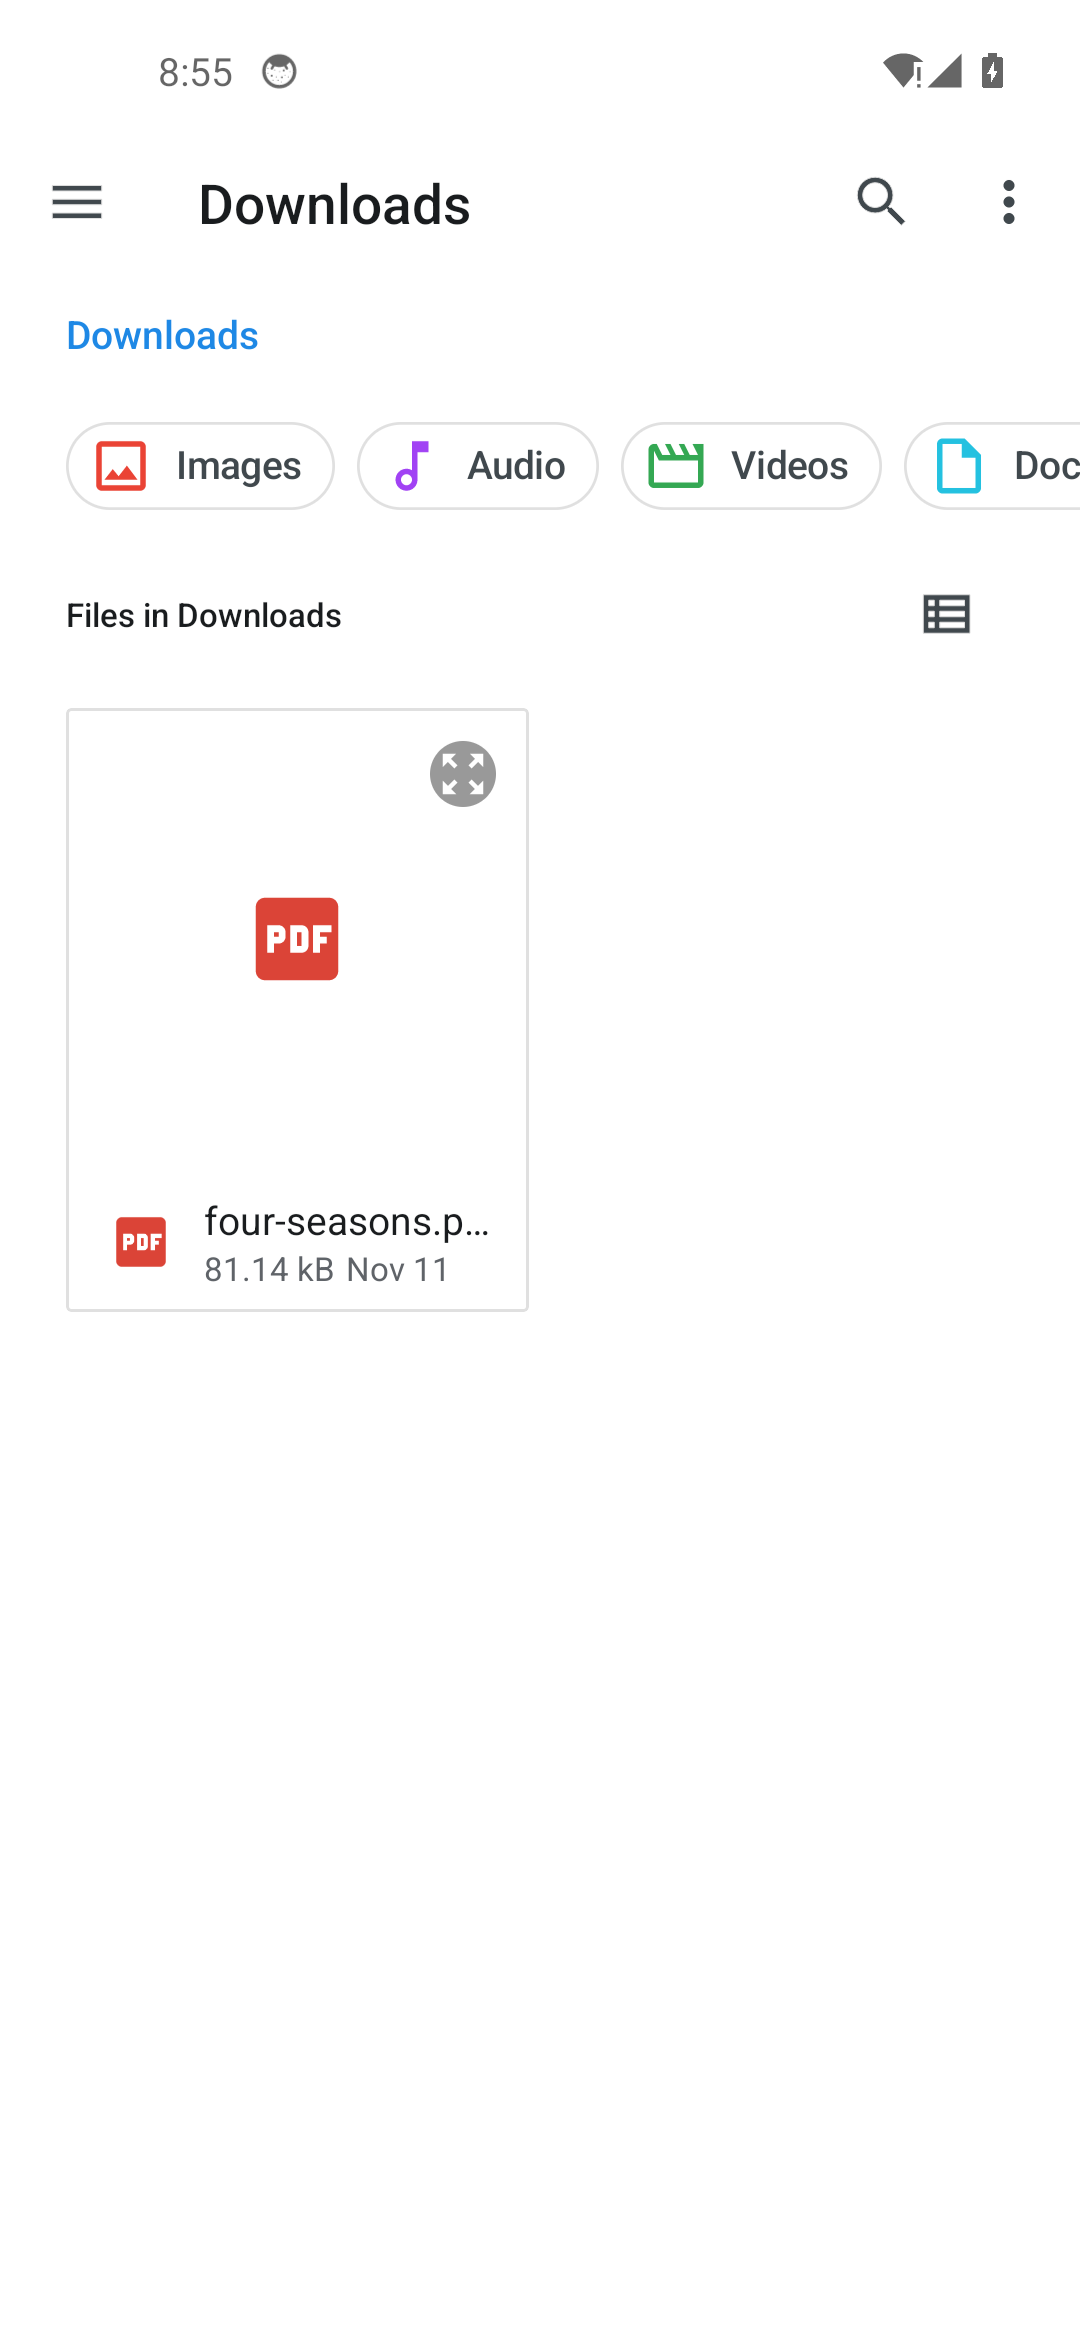 8:55
Downloads
Downloads
Images Audio Videos Doc
Files in Downloads
PDF
PDF four-seasons.p...
81.14 kB Nov 11